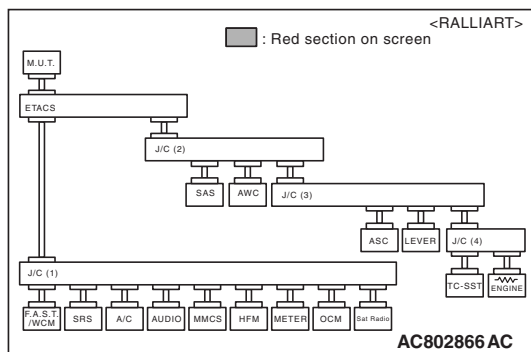 <RALLIART>
: Red section on screen
M.U.T.
ETACS
J/C (2)
SAS
AWC
J/C (3)
ASC
LEVER
J/C (4)
TC-SST
ENGINE
J/C (1)
F.A.S.T.
/WCM
SRS
A/C
AUDIO
MMCS
HFM
METER
OCM
Sat Radio
AC802866 AC